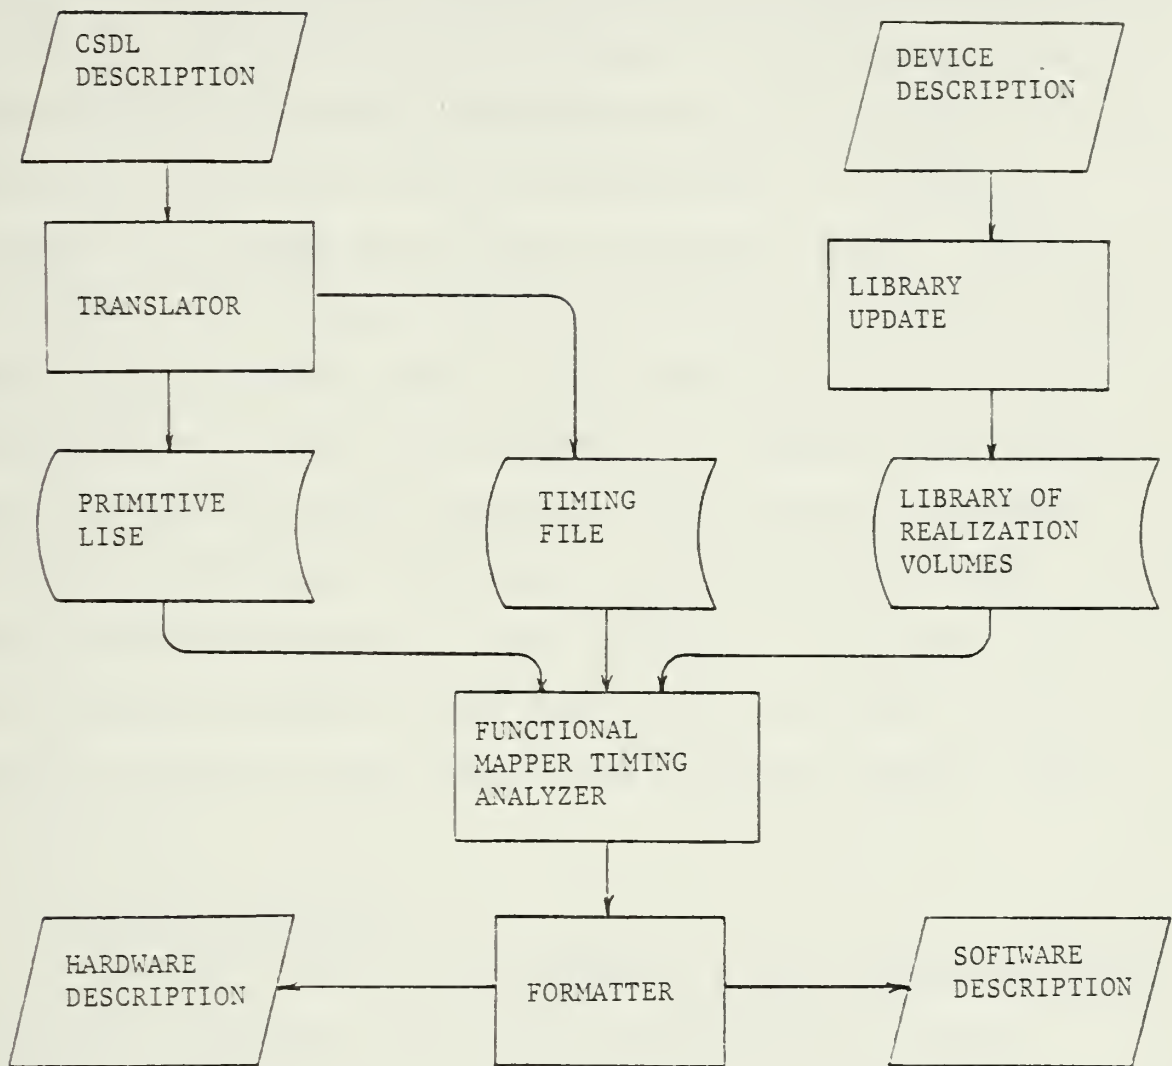 CSDL
DESCRIPTION
DEVICE
DESCRIPTION
TRANSLATOR
LIBRARY
UPDATE
PRIMITIVE
LISE
TIMING
FILE
LIBRARY OF
REALIZATION
VOLUMES
FUNCTIONAL
MAPPER TIMING
ANALYZER
HARDWARE
DESCRIPTION
FORMATTER
SOFTWARE
DESCRIPTION